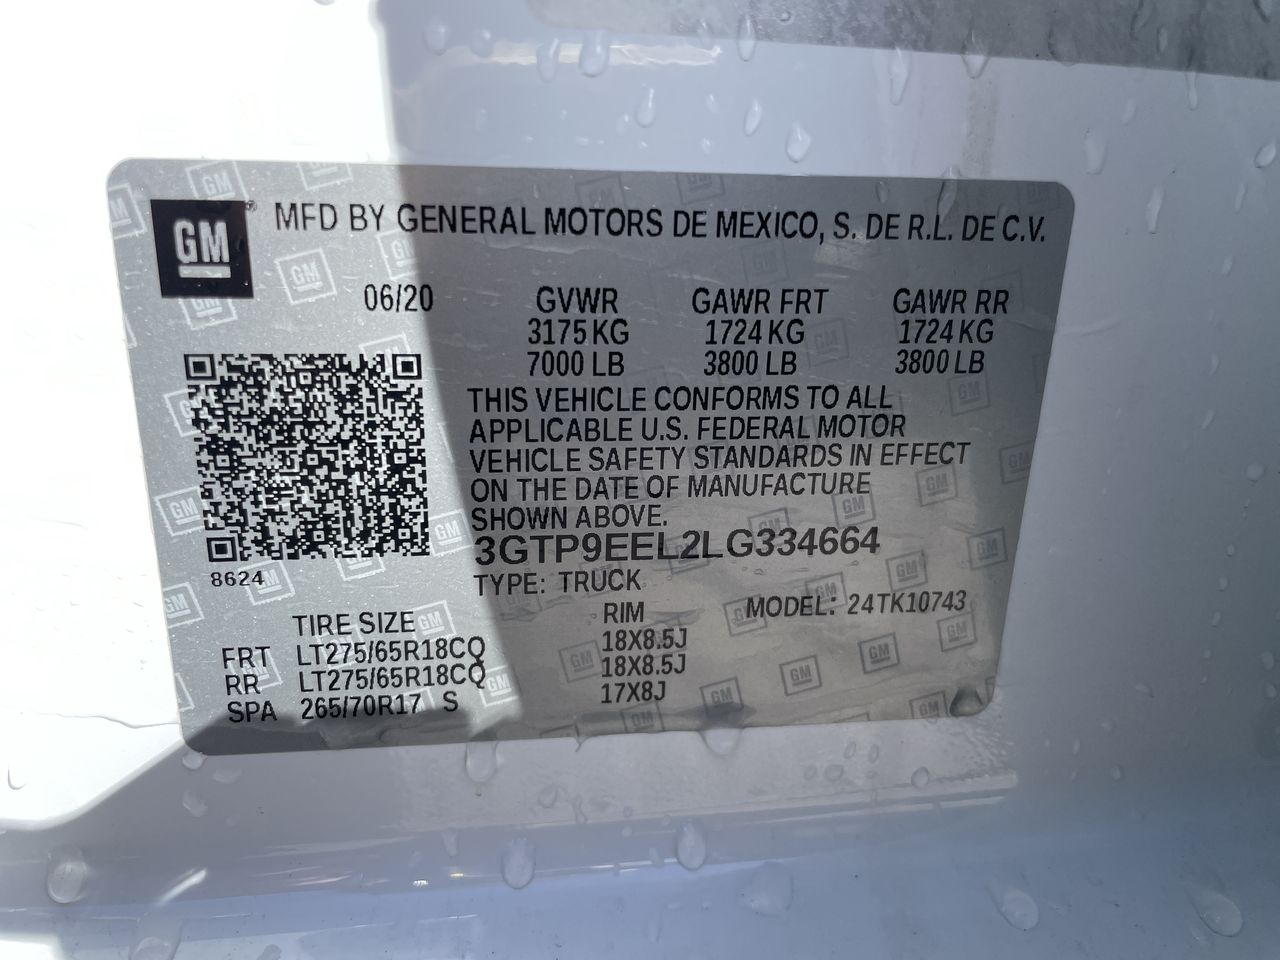 GM ® MFD BY GENERAL MOTORS DE MEXICO, S. DE R.L. DE C.V.
06/20 GVWR GAWR FRT GAWR RR
3175 KG 1724 KG 1724 KG
7000 LB 3800 LB 3800 LB
THIS VEHICLE CONFORMS TO ALL
APPLICABLE U.S. FEDERAL MOTOR
VEHICLE SAFETY STANDARDS IN EFFECT
ON THE DATE OF MANUFACTURE
SHOWN ABOVE.
3GTP9EEL2LG334664
8624
TYPE: TRUCK MODEL: 24TK10743
TIRE SIZE RIM
FRT LT275/65R18CQ 18X8.5J
RR LT275/65R18CQ 18X8.5J
SPA 265/70R17 S 17X8J